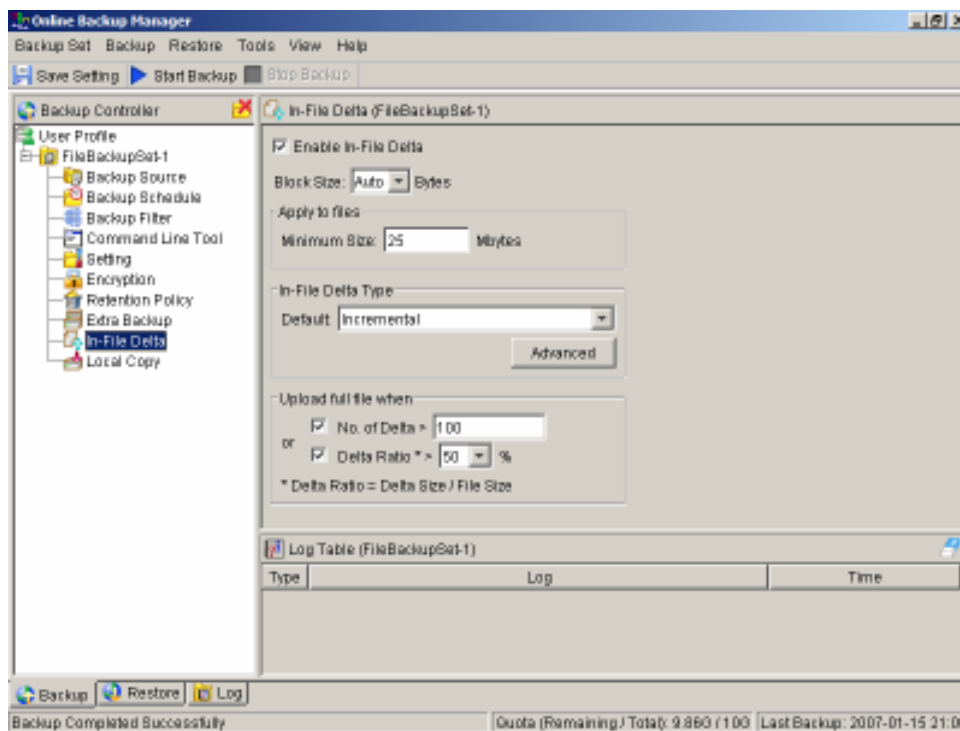 Online Backup Manager
Backup Set Backup Restore Tools View Help
Save Setting Start Backup Stop Backup
Backup Controller
User Profile
FileBackupSet-1
Backup Source
Backup Schedule
Backup Filter
Command Line Tool
Setting
Encryption
Retention Policy
Extra Backup
In-File Delta
Local Copy
In-File Delta (FileBackupSet-1)
Enable In-File Delta
Block Size: Auto Bytes
Apply to files
Minimum Size: 25 Mbytes
In-File Delta Type
Default Incremental
Advanced
Upload full file when
No. of Delta > 100
or
Delta Ratio * > 50 %
* Delta Ratio = Delta Size / File Size
Log Table (FileBackupSet-1)
Type Log Time
Backup Restore Log
Backup Completed Successfully
Quota (Remaining / Total): 9.86G / 10G
Last Backup: 2007-01-15 21:0